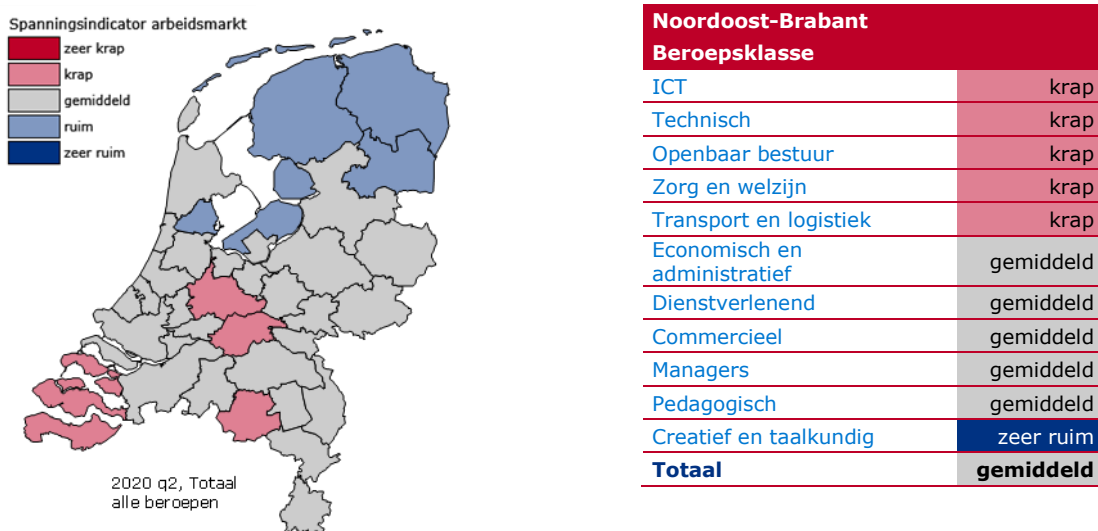 Spanningsindicator arbeidsmarkt
zeer krap
krap
gemiddeld
ruim
zeer ruim
2020 q2, Totaal
alle beroepen
Noordoost-Brabant
Beroepsklasse
ICT krap
Technisch krap
Openbaar bestuur krap
Zorg en welzijn krap
Transport en logistiek krap
Economisch en
administratief gemiddeld
Dienstverlenend gemiddeld
Commercieel gemiddeld
Managers gemiddeld
Pedagogisch gemiddeld
Creatief en taalkundig zeer ruim
Totaal gemiddeld